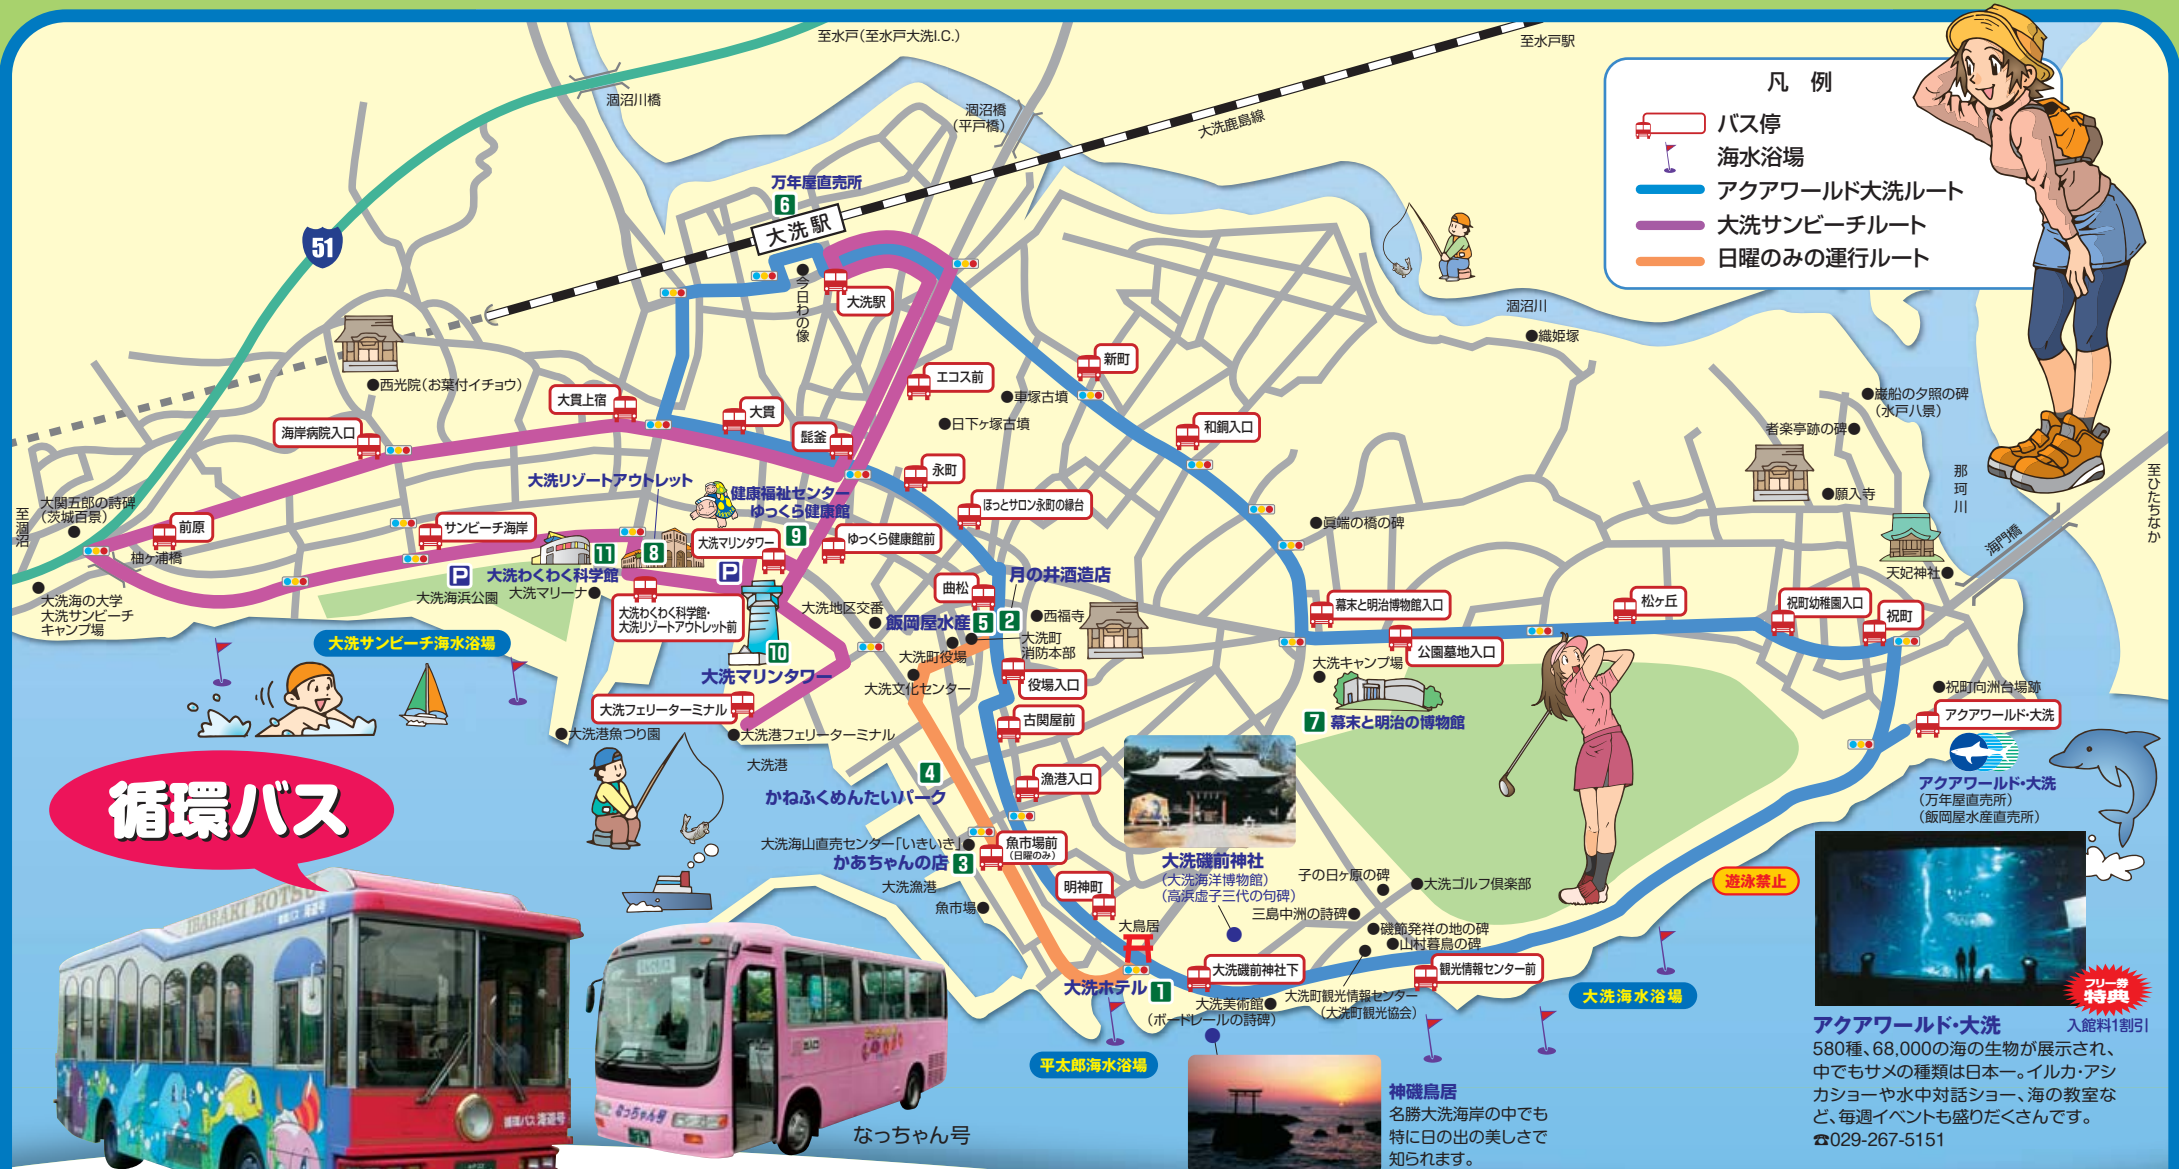 至水戸(至水戸大洗I.C.)
至水戸駅
凡 例
バス停
海水浴場
アクアワールド大洗ルート
大洗サンビーチルート
日曜のみの運行ルート
涸沼川橋
涸沼橋
(平戸橋)
大洗鹿島線
万年屋直売所
6
大洗駅
51
今日わの像
大洗駅
涸沼川
●織姫塚
●西光院(お葉付イチョウ)
エコス前
新町
●車塚古墳
●日下ヶ塚古墳
大貫上宿
大貫
髭釜
海岸病院入口
和銅入口
●巌船の夕照の碑
(水戸八景)
者楽亭跡の碑●
●願入寺
那珂川
至ひたちなか
海門橋
天妃神社●
永町
ほっとサロン永町の縁台
大洗リゾートアウトレット
健康福祉センター
ゆっくら健康館
9
ゆっくら健康館前
●眞端の橋の碑
至涸沼
大関五郎の詩碑
(茨城百景)
前原
袖ヶ浦橋
サンビーチ海岸
11
8
大洗マリンタワー
P
P
大洗わくわく科学館
大洗マリーナ●
大洗海浜公園
大洗わくわく科学館・
大洗リゾートアウトレット前
大洗海の大学
大洗サンビーチ
キャンプ場
大洗サンビーチ海水浴場
曲松
月の井酒造店
大洗地区交番
飯岡屋水産
5
2
●西福寺
大洗町
消防本部
大洗町役場
大洗文化センター
10
大洗マリンタワー
大洗フェリーターミナル
●大洗港魚つり園
●大洗港フェリーターミナル
大洗港
役場入口
古関屋前
漁港入口
幕末と明治博物館入口
公園墓地入口
松ヶ丘
祝町幼稚園入口
祝町
大洗キャンプ場
7
幕末と明治の博物館
●祝町向洲台場跡
アクアワールド・大洗
アクアワールド・大洗
(万年屋直売所)
(飯岡屋水産直売所)
循環バス
4
かねふくめんたいパーク
大洗海山直売センター「いきいき」●
かあちゃんの店
3
魚市場前
(日曜のみ)
大洗漁港
魚市場●
明神町
大鳥居
大洗磯前神社
(大洗海洋博物館)
(高浜虚子三代の句碑)
子の日ヶ原の碑
●大洗ゴルフ倶楽部
三島中洲の詩碑●
●磯節発祥の地の碑
●山村暮鳥の碑
遊泳禁止
大洗ホテル
1
大洗磯前神社下
観光情報センター前
大洗美術館●
(ボードレールの詩碑)
大洗町観光情報センター
(大洗町観光協会)
大洗海水浴場
平太郎海水浴場
神磯鳥居
名勝大洗海岸の中でも
特に日の出の美しさで
知られます。
フリー券
特典
入館料1割引
アクアワールド・大洗
580種、68,000の海の生物が展示され、
中でもサメの種類は日本一。イルカ・アシ
カショーや水中対話ショー、海の教室な
ど、毎週イベントも盛りだくさんです。
☎029-267-5151
IBARAKI KOTSU
循環バス 海遊号
なっちゃん号
なっちゃん号